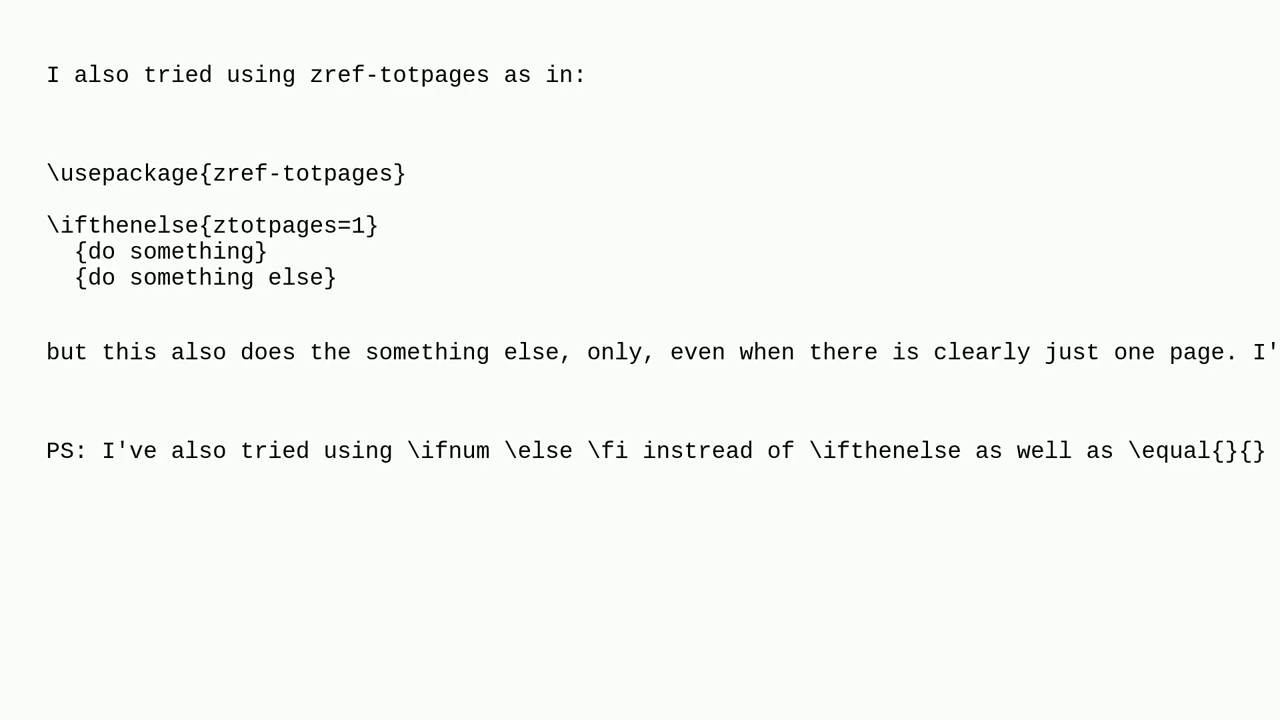 I also tried using zref-totpages as in:
\usepackage{zref-totpages}
\ifthenelse{ztotpages=1}
{do something}
{do something else}
but this also does the something else, only, even when there is clearly just one page. I'
PS: I've also tried using \ifnum \else \fi instread of \ifthenelse as well as \equal{}{}